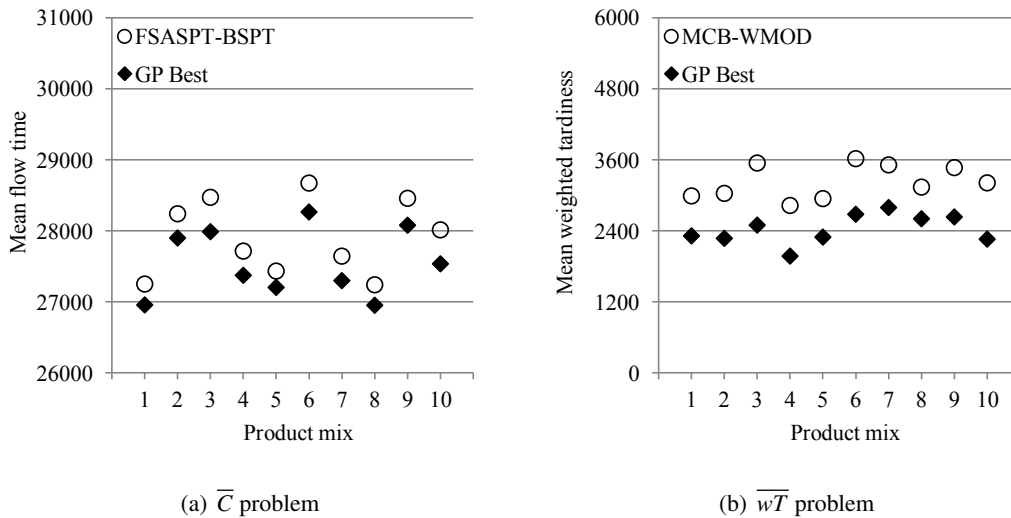 FSASPT-BSPT
GP Best
31000
30000
29000
28000
27000
26000
Mean flow time
1 2 3 4 5 6 7 8 9 10
Product mix
(a) C̅ problem
MCB-WMOD
GP Best
6000
4800
3600
2400
1200
0
Mean weighted tardiness
1 2 3 4 5 6 7 8 9 10
Product mix
(b) w̅T̅ problem